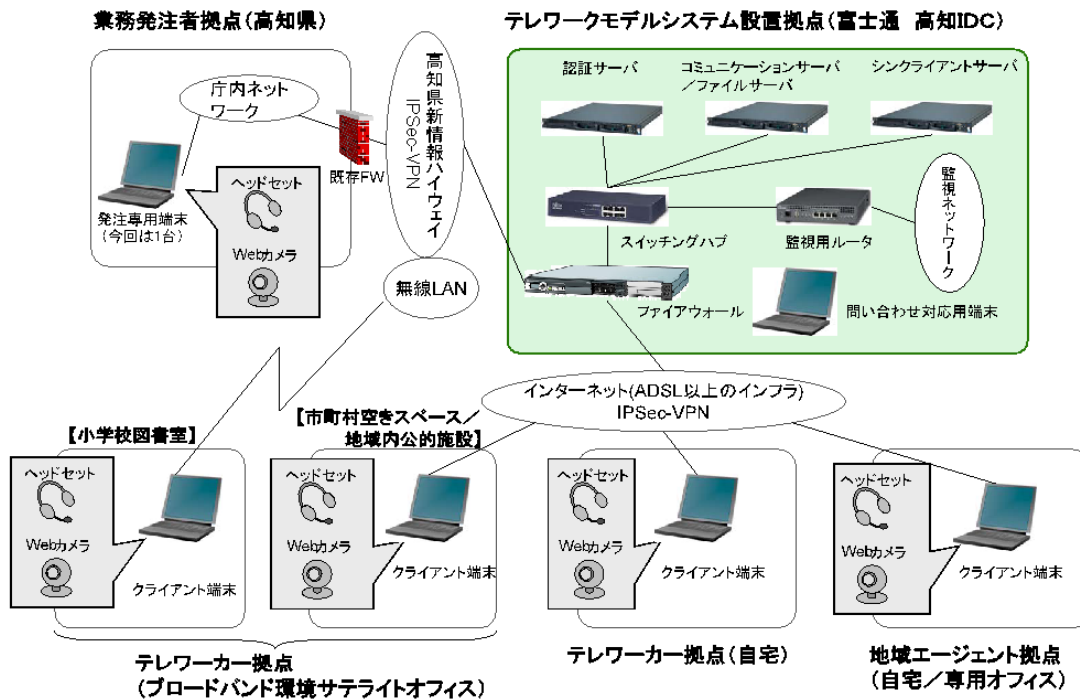 業務発注者拠点(高知県)
テレワークモデルシステム設置拠点(富士通 高知IDC)
庁内ネット
ワーク
既存FW
発注専用端末
(今回は1台)
ヘッドセット
Webカメラ
高知県新情報ハイウェイ
IPSec-VPN
無線LAN
認証サーバ
コミュニケーションサーバ
/ファイルサーバ
シンクライアントサーバ
スイッチングハブ
監視用ルータ
監視ネットワーク
ファイアウォール
問い合わせ対応用端末
インターネット(ADSL以上のインフラ)
IPSec-VPN
【小学校図書室】
【市町村空きスペース/
地域内公的施設】
ヘッドセット
Webカメラ
クライアント端末
ヘッドセット
Webカメラ
クライアント端末
ヘッドセット
Webカメラ
クライアント端末
ヘッドセット
Webカメラ
クライアント端末
テレワーカー拠点
(ブロードバンド環境サテライトオフィス)
テレワーカー拠点(自宅)
地域エージェント拠点
(自宅/専用オフィス)